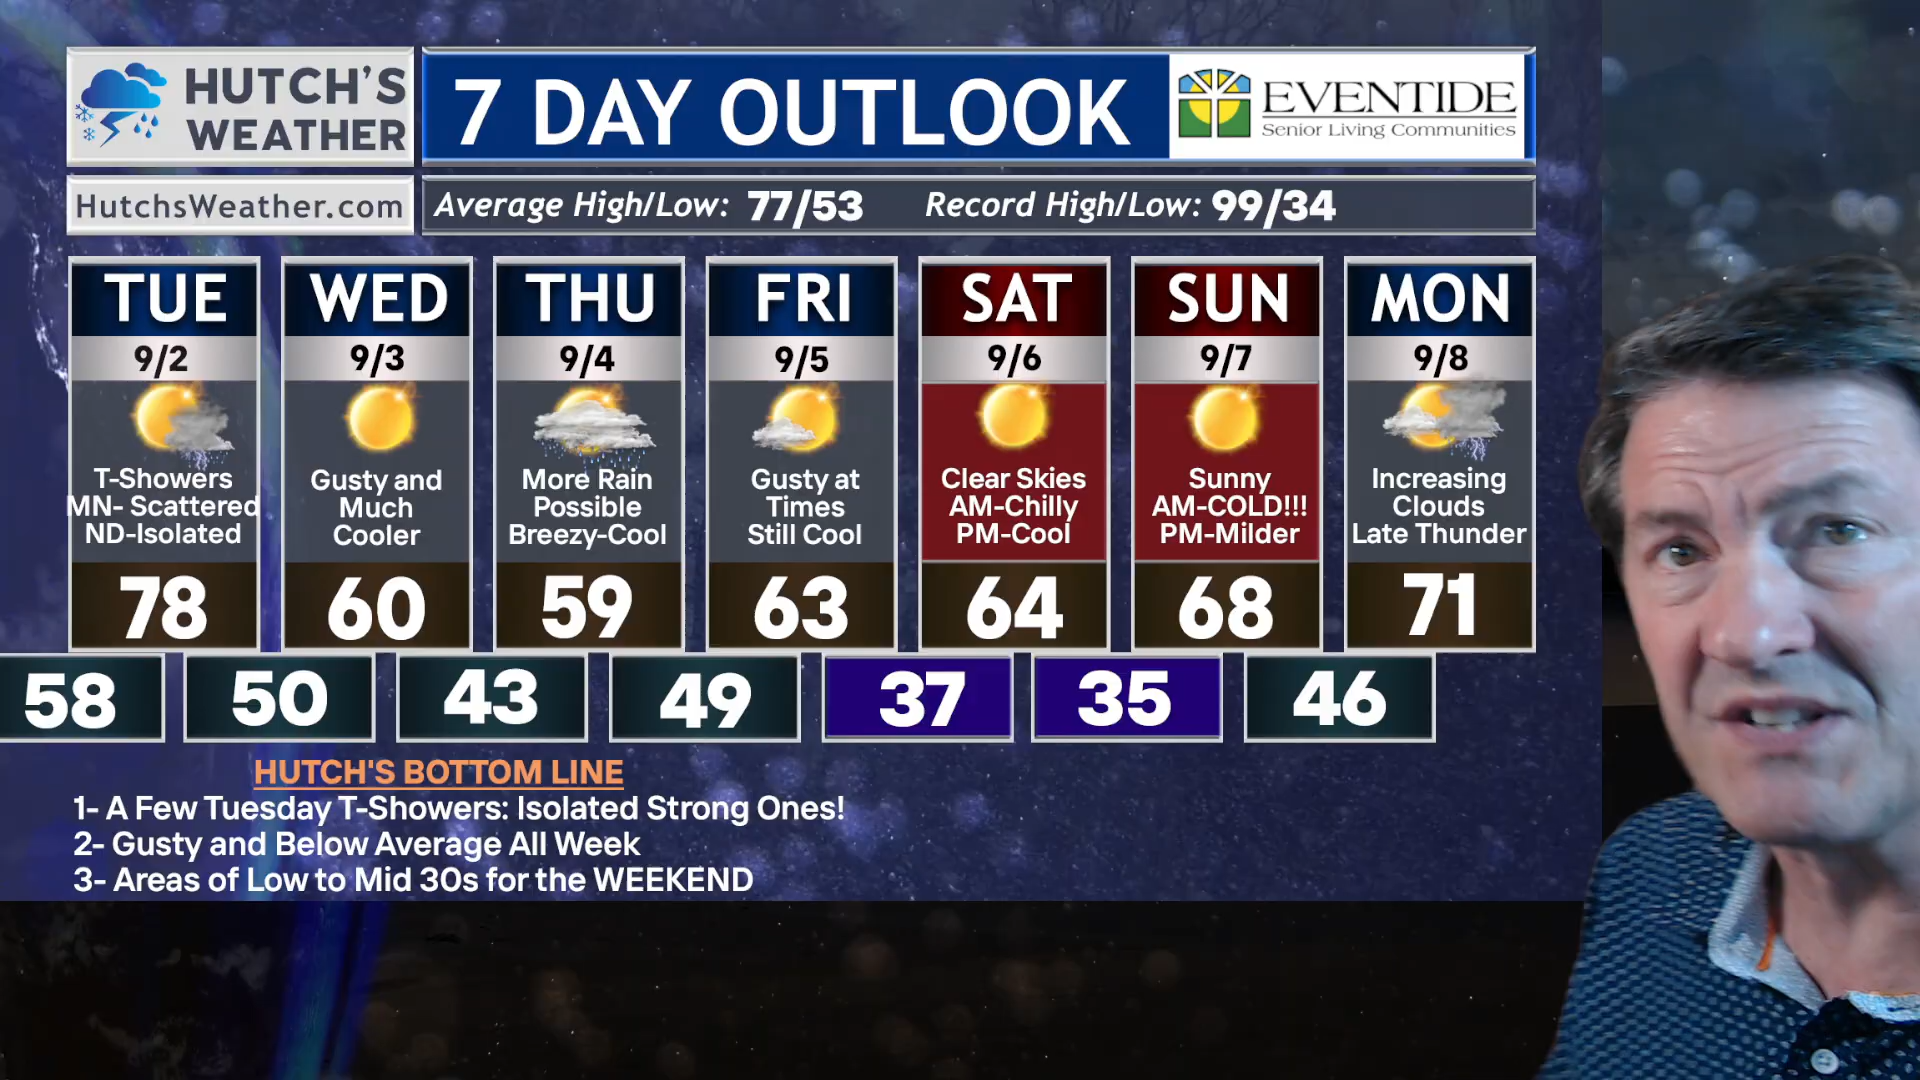 HUTCH'S
WEATHER
HutchsWeather.com
7 DAY OUTLOOK
EVENTIDE
Senior Living Communities
Average High/Low: 77/53 Record High/Low: 99/34
TUE
9/2
T-Showers
MN- Scattered
ND-Isolated
78
WED
9/3
Gusty and
Much
Cooler
60
THU
9/4
More Rain
Possible
Breezy-Cool
59
FRI
9/5
Gusty at
Times
Still Cool
63
SAT
9/6
Clear Skies
AM-Chilly
PM-Cool
64
SUN
9/7
Sunny
AM-COLD!!!
PM-Milder
68
MON
9/8
Increasing
Clouds
Late Thunder
71
58 50 43 49 37 35 46
HUTCH'S BOTTOM LINE
1- A Few Tuesday T-Showers: Isolated Strong Ones!
2- Gusty and Below Average All Week
3- Areas of Low to Mid 30s for the WEEKEND